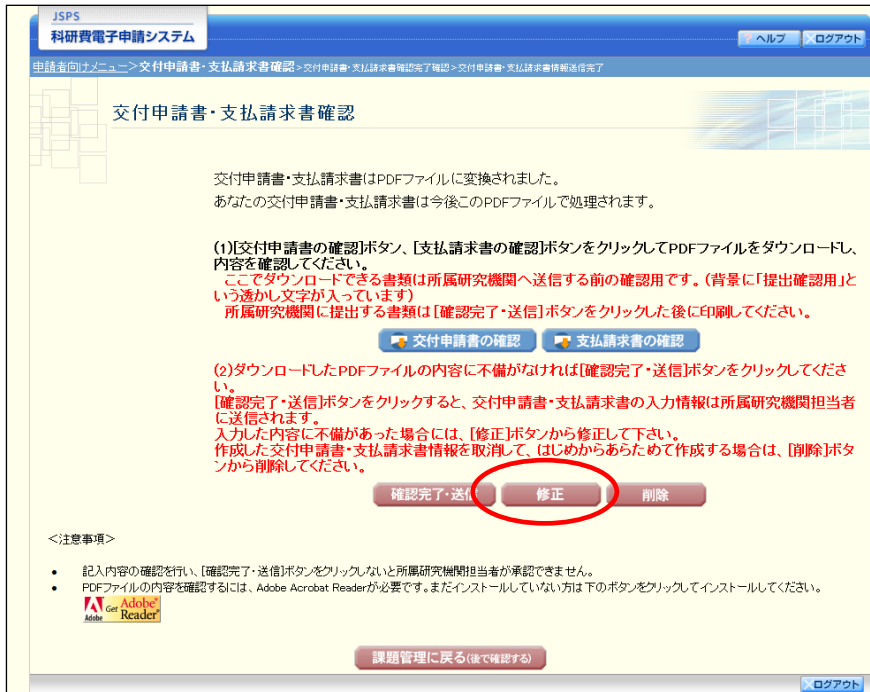 JSPS
科研費電子申請システム
? ヘルプ
×ログアウト
申請者向けメニュー>交付申請書・支払請求書確認>交付申請書・支払請求書確認完了確認>交付申請書・支払請求書情報送信完了
交付申請書・支払請求書確認
交付申請書・支払請求書はPDFファイルに変換されました。
あなたの交付申請書・支払請求書は今後このPDFファイルで処理されます。
(1)[交付申請書の確認]ボタン、[支払請求書の確認]ボタンをクリックしてPDFファイルをダウンロードし、
内容を確認してください。
ここでダウンロードできる書類は所属研究機関へ送信する前の確認用です。(背景に「提出確認用」と
いう透かし文字が入っています)
所属研究機関に提出する書類は[確認完了・送信]ボタンをクリックした後に印刷してください。
交付申請書の確認
支払請求書の確認
(2)ダウンロードしたPDFファイルの内容に不備がなければ[確認完了・送信]ボタンをクリックしてくださ
い。
[確認完了・送信]ボタンをクリックすると、交付申請書・支払請求書の入力情報は所属研究機関担当者
に送信されます。
入力した内容に不備があった場合には、[修正]ボタンから修正して下さい。
作成した交付申請書・支払請求書情報を取消して、はじめからあらためて作成する場合は、[削除]ボタ
ンから削除してください。
確認完了・送信
修正
削除
<注意事項>
• 記入内容の確認を行い、[確認完了・送信]ボタンをクリックしないと所属研究機関担当者が承認できません。
• PDFファイルの内容を確認するには、Adobe Acrobat Readerが必要です。まだインストールしていない方は下のボタンをクリックしてインストールしてください。
Adobe
Get Adobe®
Reader®
課題管理に戻る(後で確認する)
×ログアウト